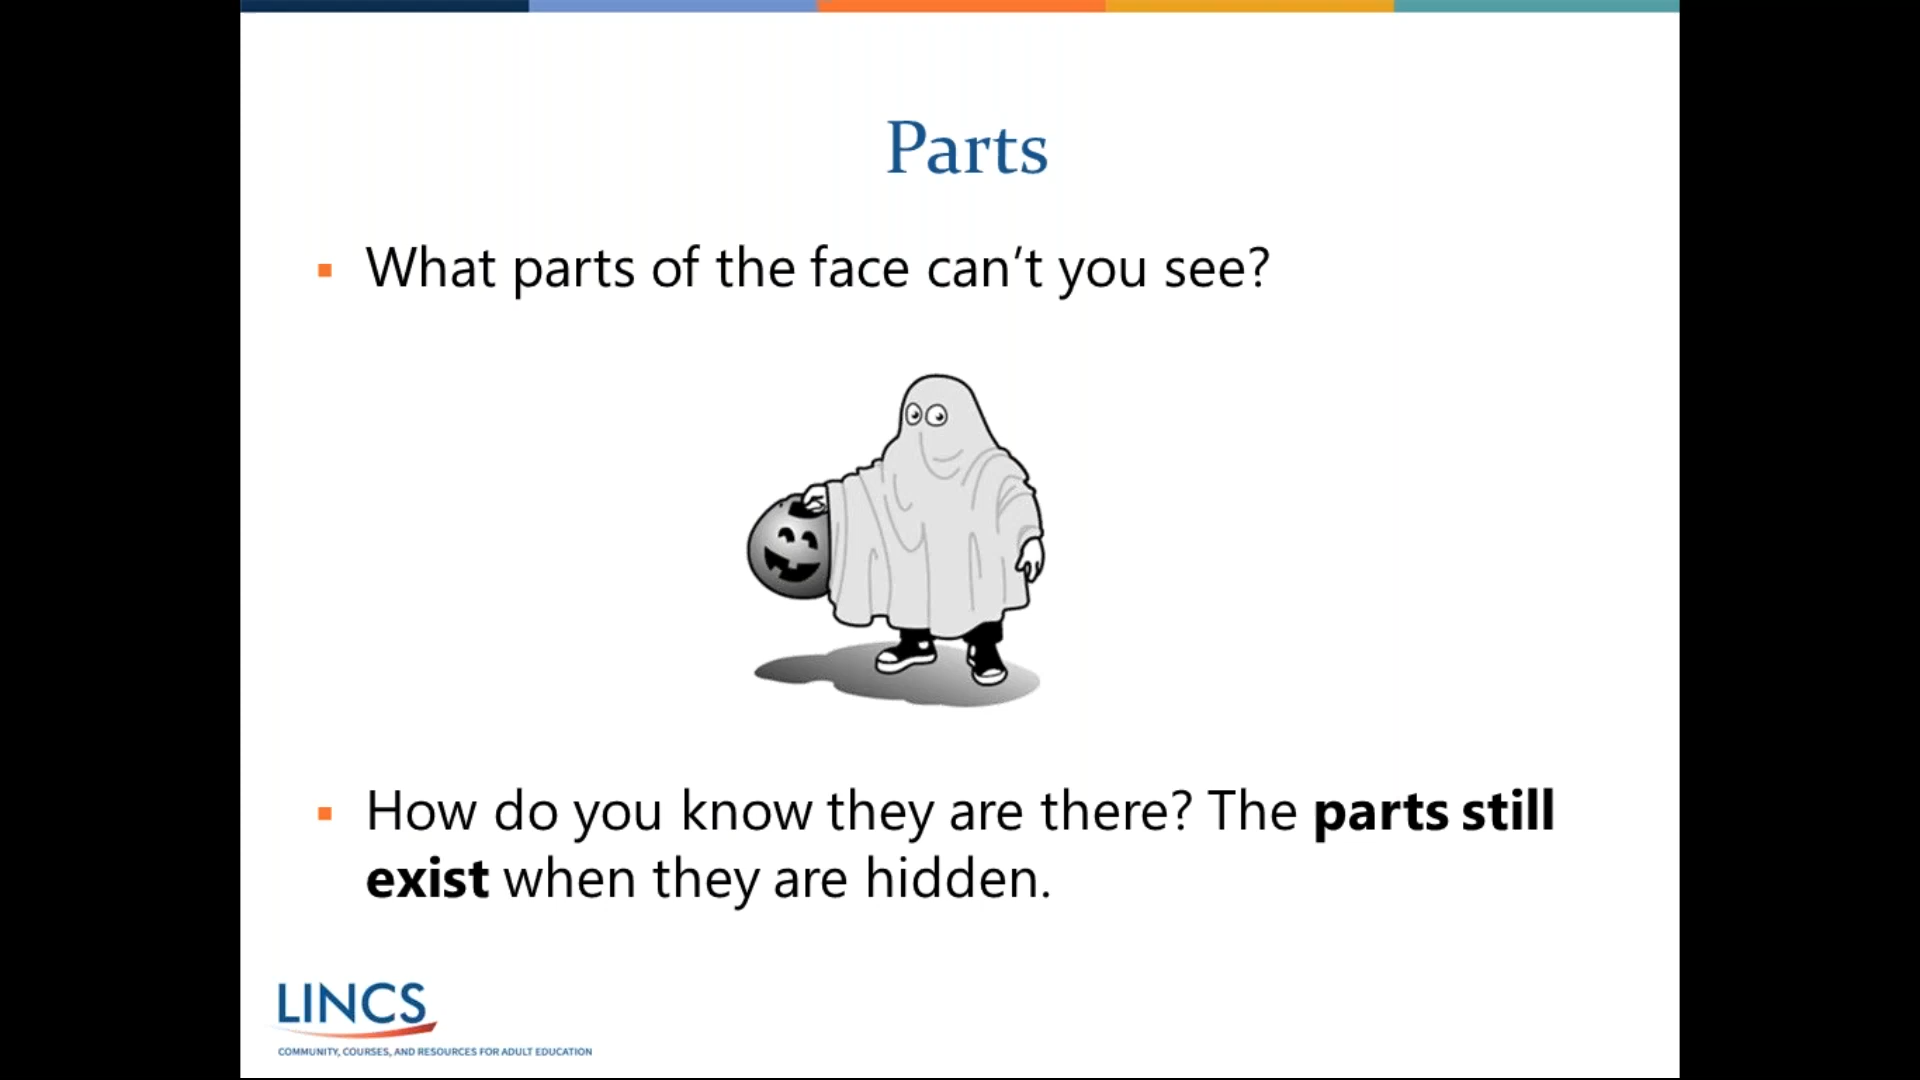 Parts
What parts of the face can’t you see?
How do you know they are there? The parts still
exist when they are hidden.
LINCS
COMMUNITY, COURSES, AND RESOURCES FOR ADULT EDUCATION